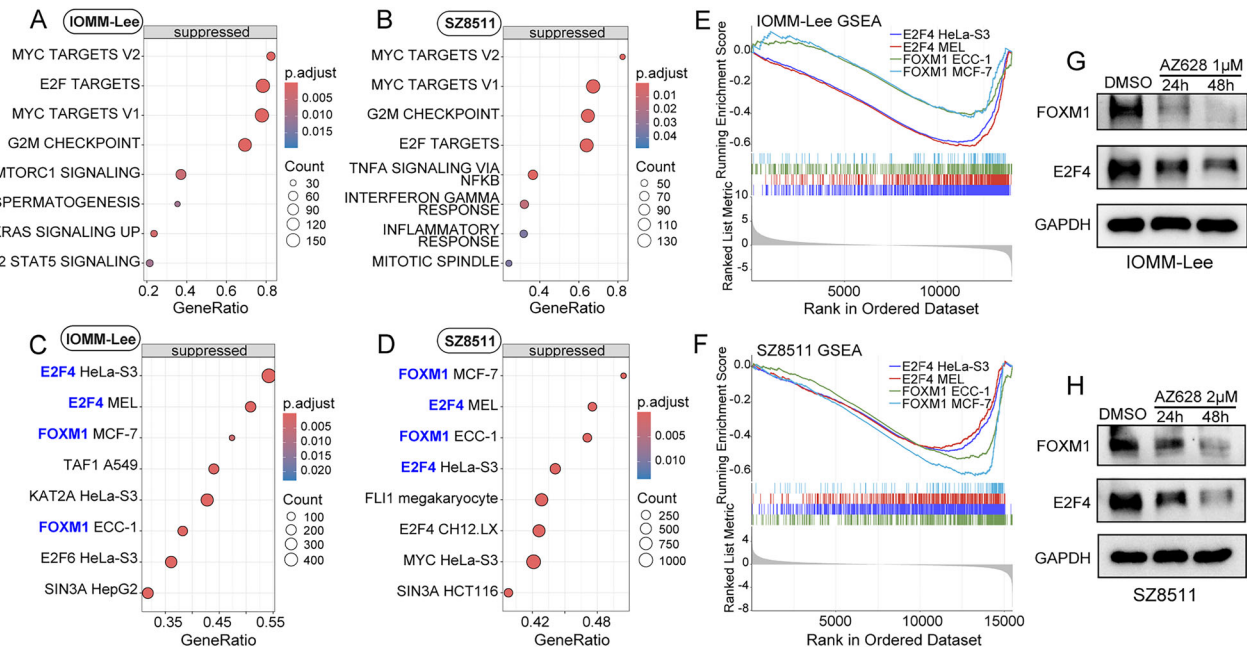 A
IOMM-Lee
suppressed
MYC TARGETS V2
E2F TARGETS
MYC TARGETS V1
G2M CHECKPOINT
MTORC1 SIGNALING
SPERMATOGENESIS
KRAS SIGNALING UP
2 STAT5 SIGNALING
0.2 0.4 0.6 0.8
GeneRatio
p.adjust
0.005
0.010
0.015
Count
30
60
90
120
150
B
SZ8511
suppressed
MYC TARGETS V2
MYC TARGETS V1
G2M CHECKPOINT
E2F TARGETS
TNFA SIGNALING VIA
NFKB
INTERFERON GAMMA
RESPONSE
INFLAMMATORY
RESPONSE
MITOTIC SPINDLE
0.4 0.6 0.8
GeneRatio
p.adjust
0.01
0.02
0.03
0.04
Count
50
70
90
110
130
C
IOMM-Lee
suppressed
E2F4 HeLa-S3
E2F4 MEL
FOXM1 MCF-7
TAF1 A549
KAT2A HeLa-S3
FOXM1 ECC-1
E2F6 HeLa-S3
SIN3A HepG2
0.35 0.45 0.55
GeneRatio
p.adjust
0.005
0.010
0.015
0.020
Count
100
200
300
400
D
SZ8511
suppressed
FOXM1 MCF-7
E2F4 MEL
FOXM1 ECC-1
E2F4 HeLa-S3
FLI1 megakaryocyte
E2F4 CH12.LX
MYC HeLa-S3
SIN3A HCT116
0.42 0.48
GeneRatio
p.adjust
0.005
0.010
Count
250
500
750
1000
E
IOMM-Lee GSEA
E2F4 HeLa-S3
E2F4 MEL
FOXM1 ECC-1
FOXM1 MCF-7
Running Enrichment Score
0.0
-0.2
-0.4
-0.6
Ranked List Metric
10
5
0
-5
5000 10000
Rank in Ordered Dataset
F
SZ8511 GSEA
E2F4 HeLa-S3
E2F4 MEL
FOXM1 ECC-1
FOXM1 MCF-7
Running Enrichment Score
0.0
-0.2
-0.4
-0.6
Ranked List Metric
4
0
-4
-8
5000 10000 15000
Rank in Ordered Dataset
G
AZ628 1μM
DMSO 24h 48h
FOXM1
E2F4
GAPDH
IOMM-Lee
H
AZ628 2μM
DMSO 24h 48h
FOXM1
E2F4
GAPDH
SZ8511